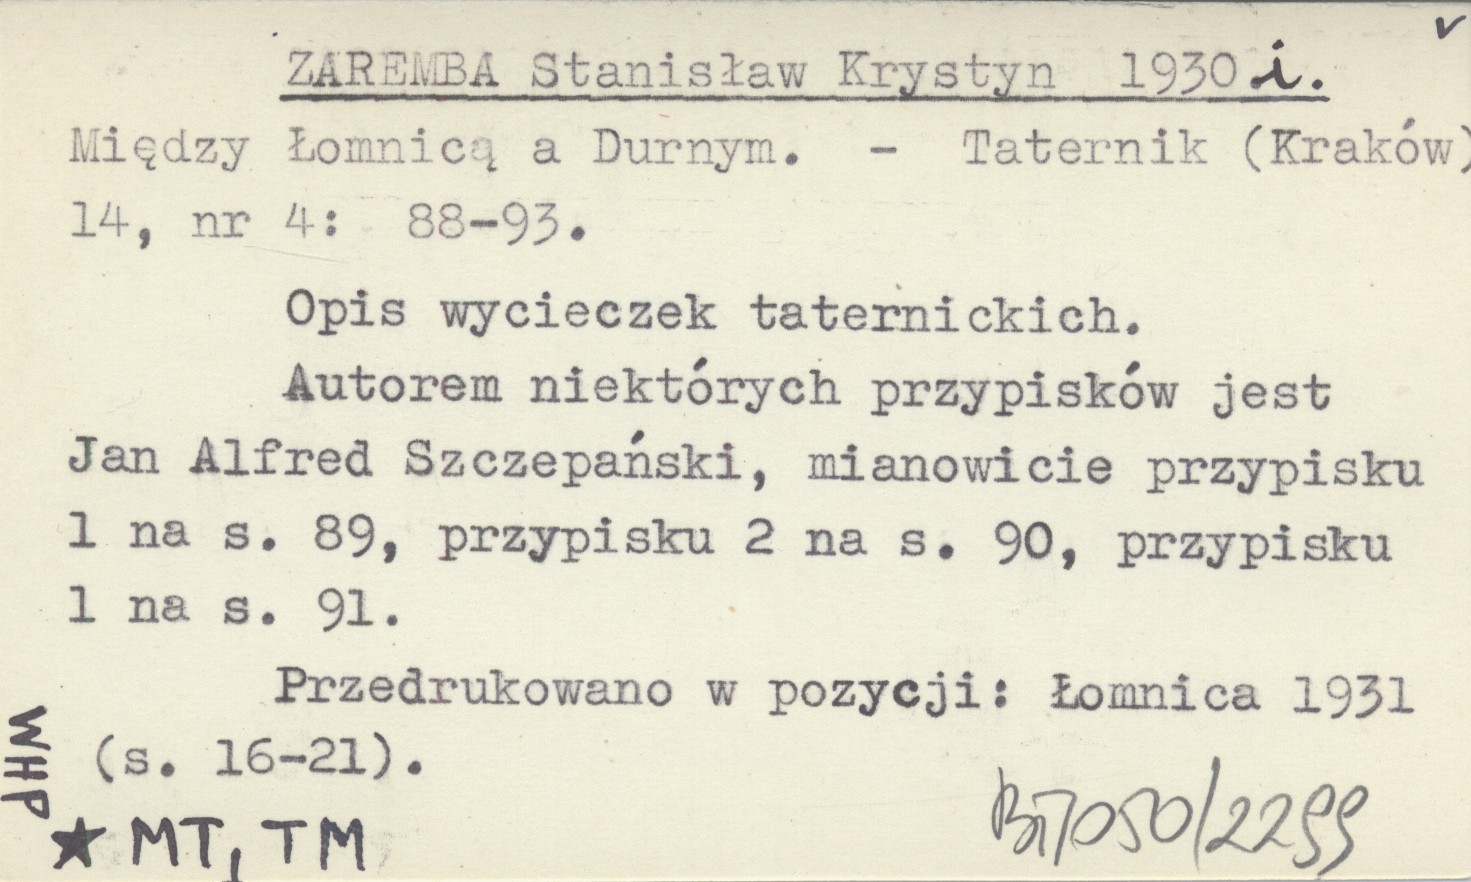 v
ZAREMBA Stanisław Krystyn 1930 i.
Między Łomnicą a Durnym. - Taternik (Kraków)
14, nr 4: 88-93.
Opis wycieczek taternickich.
Autorem niektórych przypisków jest
Jan Alfred Szczepański, mianowicie przypisku
1 na s. 89, przypisku 2 na s. 90, przypisku
1 na s. 91.
Przedrukowano w pozycji: Łomnica 1931
(s. 16-21).
WHP
★ MT, TM
/2299